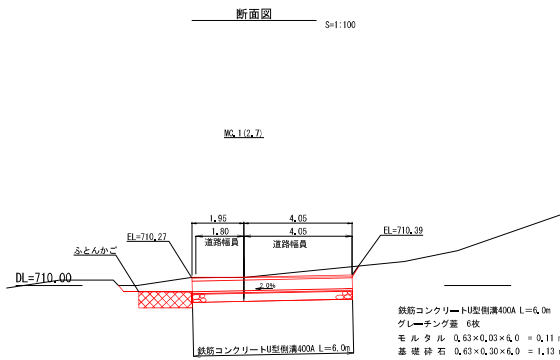 断面図
S=1:100
MC.1(2.7)
1.95 4.05
1.80 4.05
EL=710.27 道路幅員 道路幅員 EL=710.39
ふとんかご
DL=710.00
2.0%
鉄筋コンクリートU型側溝400A L=6.0m
グレーチング蓋 6枚
モルタル 0.63×0.03×6.0 = 0.11
基礎砕石 0.63×0.30×6.0 = 1.13
鉄筋コンクリートU型側溝400A L=6.0m